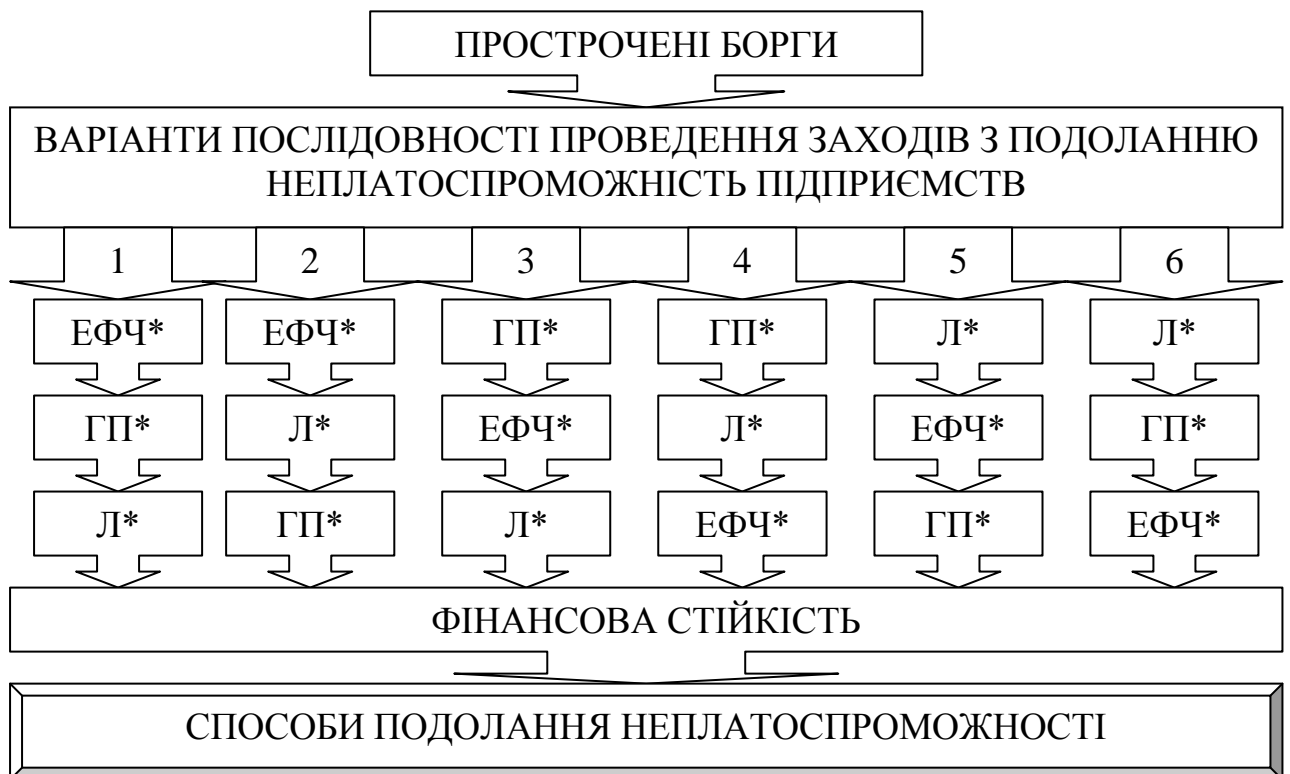 ПРОСТРОЧЕНІ БОРГИ
ВАРІАНТИ ПОСЛІДОВНОСТІ ПРОВЕДЕННЯ ЗАХОДІВ З ПОДОЛАННЮ
НЕПЛАТОСПРОМОЖНІСТЬ ПІДПРИЄМСТВ
1 2 3 4 5 6
ЕФЧ* ЕФЧ* ГП* ГП* Л* Л*
ГП* Л* ЕФЧ* Л* ЕФЧ* ГП*
Л* ГП* Л* ЕФЧ* ГП* ЕФЧ*
ФІНАНСОВА СТІЙКІСТЬ
СПОСОБИ ПОДОЛАННЯ НЕПЛАТОСПРОМОЖНОСТІ